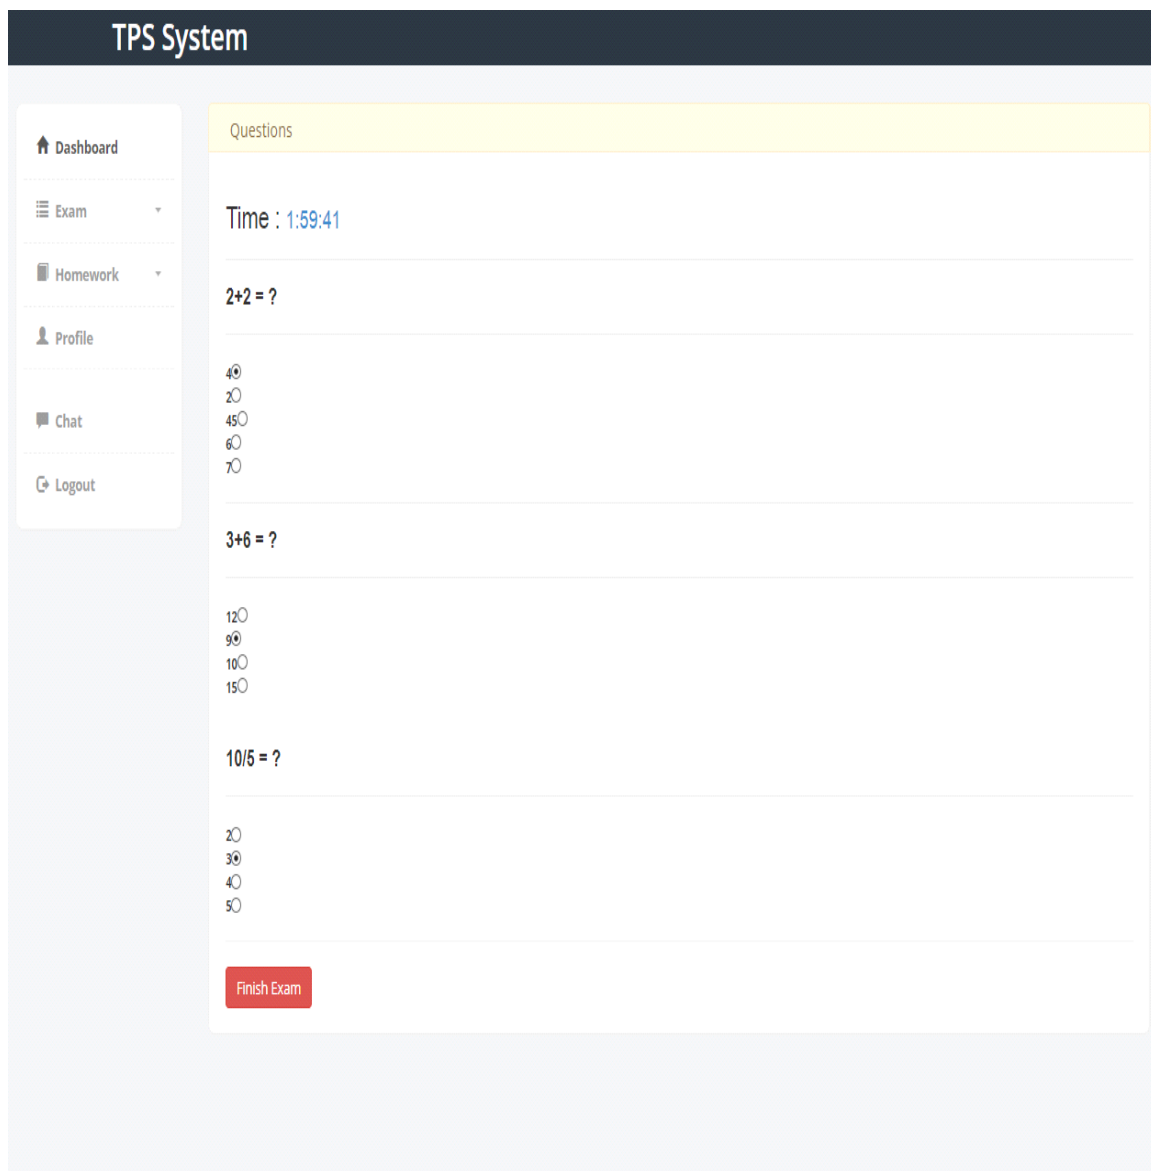 TPS System
Dashboard
Exam
Homework
Profile
Chat
Logout
Questions
Time : 1:59:41
2+2 = ?
4
2
45
6
7
3+6 = ?
12
9
10
15
10/5 = ?
2
3
4
5
Finish Exam